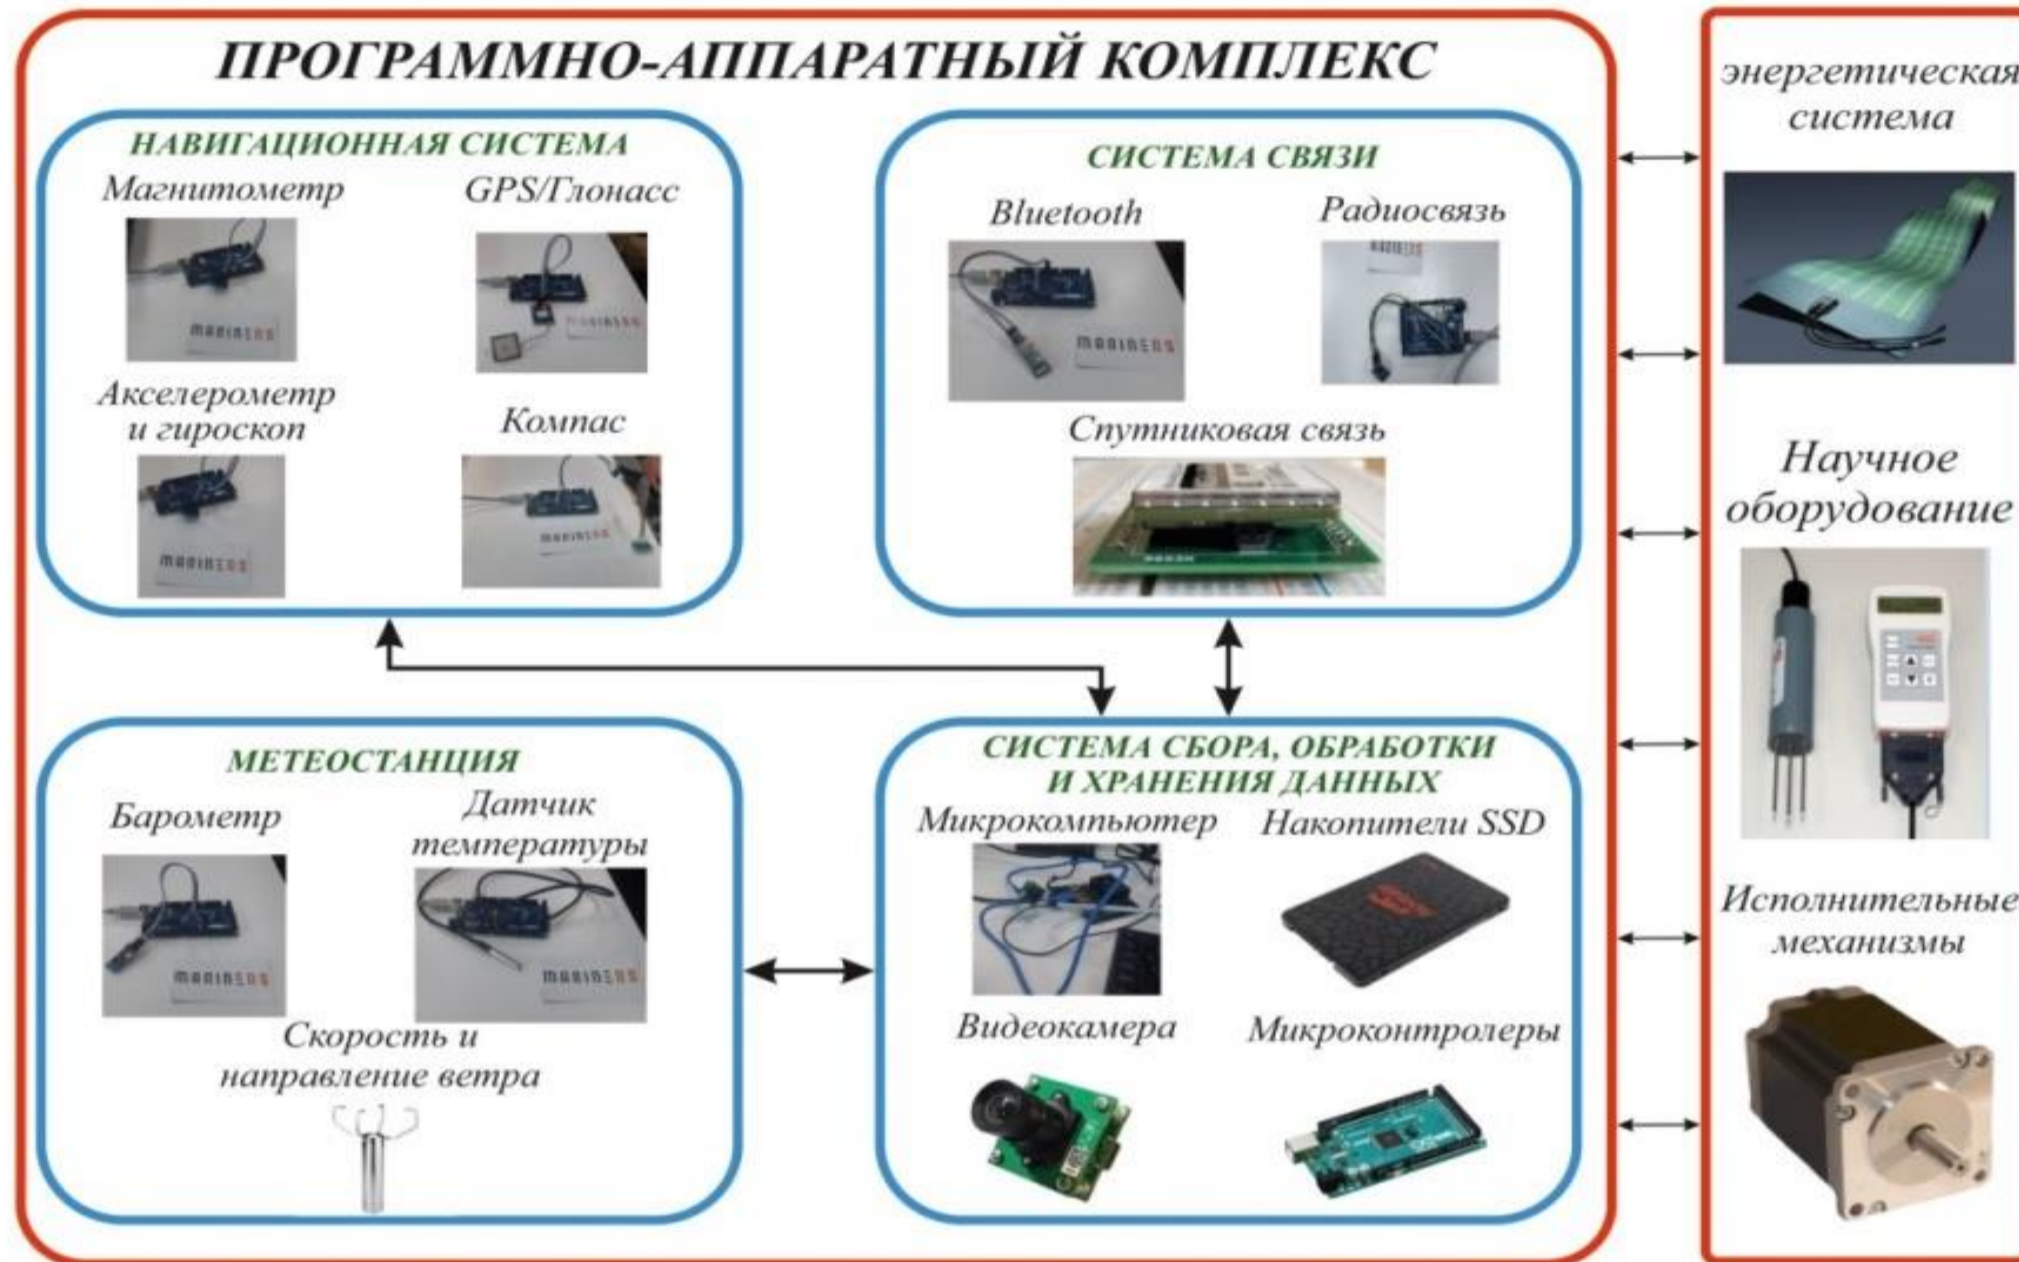 ПРОГРАММНО-АППАРАТНЫЙ КОМПЛЕКС
НАВИГАЦИОННАЯ СИСТЕМА
Магнитометр
GPS/Глонасс
Акселерометр
и гироскоп
Компас
СИСТЕМА СВЯЗИ
Bluetooth
Радиосвязь
Спутниковая связь
МЕТЕОСТАНЦИЯ
Барометр
Датчик
температуры
Скорость и
направление ветра
СИСТЕМА СБОРА, ОБРАБОТКИ
И ХРАНЕНИЯ ДАННЫХ
Микрокомпьютер
Накопители SSD
Видеокамера
Микроконтролеры
энергетическая
система
Научное
оборудование
Исполнительные
механизмы